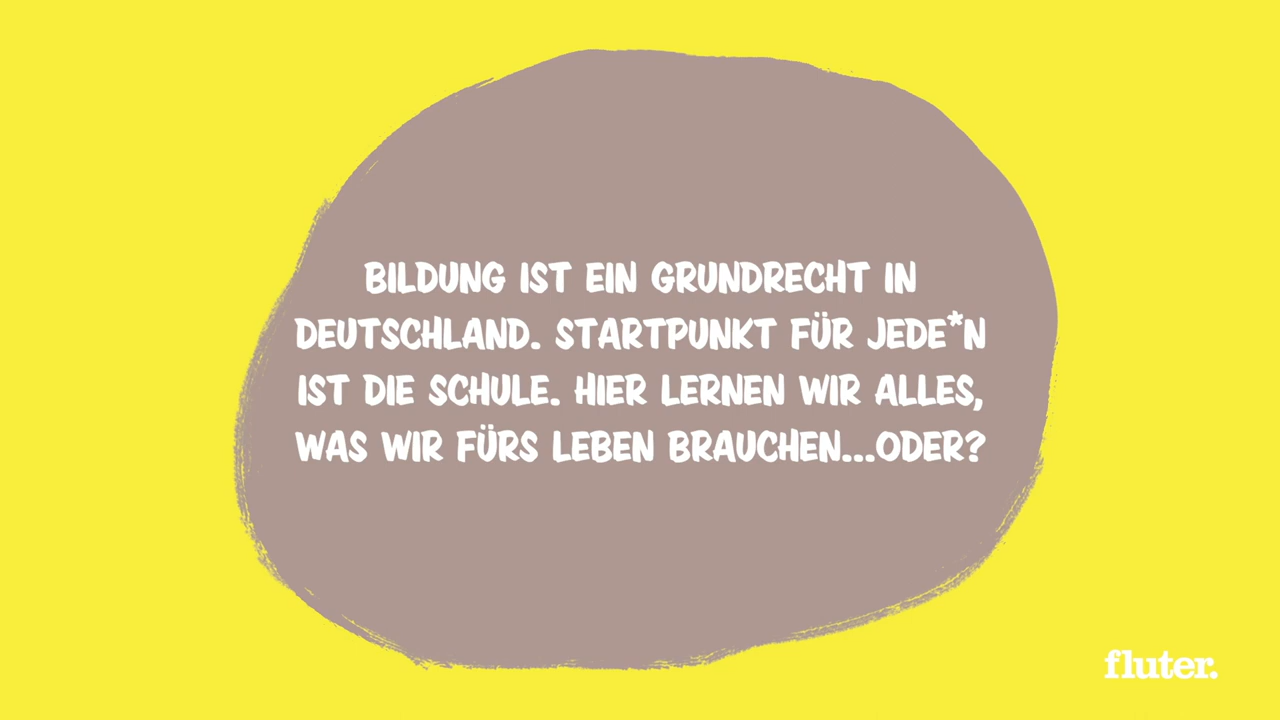 BILDUNG IST EIN GRUNDRECHT IN
DEUTSCHLAND. STARTPUNKT FÜR JEDE*N
IST DIE SCHULE. HIER LERNEN WIR ALLES,
WAS WIR FÜRS LEBEN BRAUCHEN...ODER?
fluter.